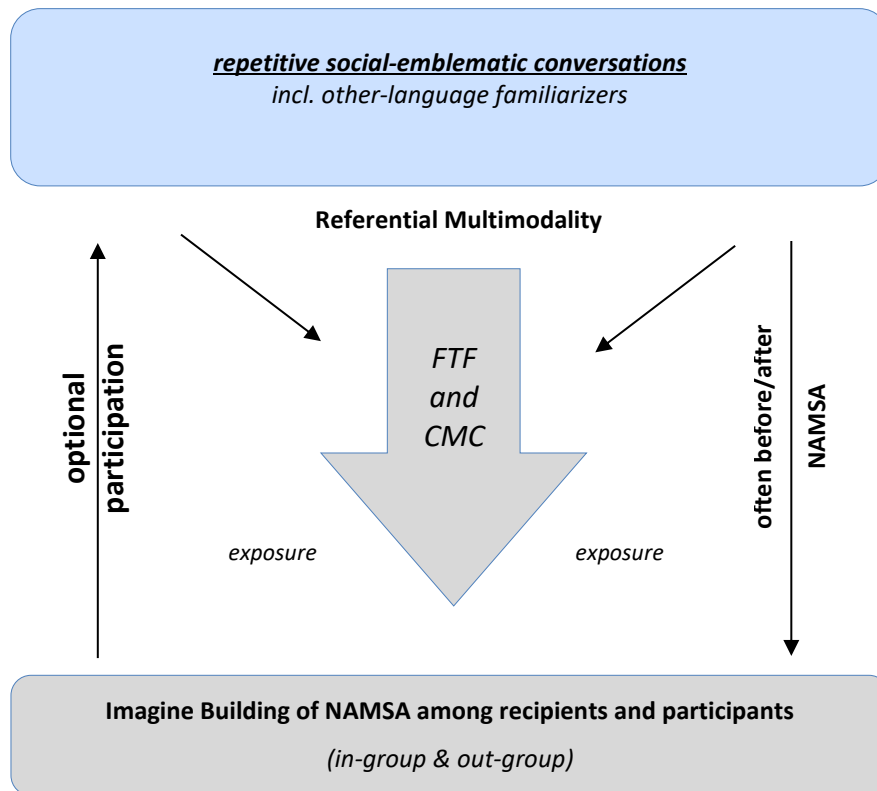 repetitive social-emblematic conversations
incl. other-language familiarizers
Referential Multimodality
optional
participation
FTF
and
CMC
often before/after
NAMSA
exposure
exposure
Imagine Building of NAMSA among recipients and participants
(in-group & out-group)